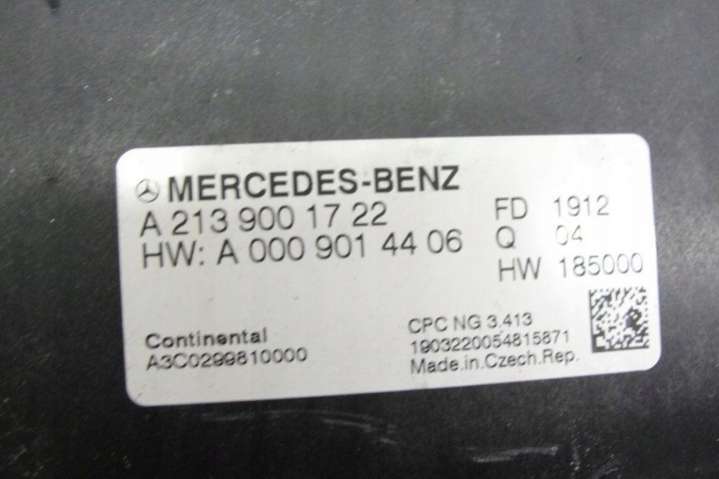 MERCEDES-BENZ
A 213 900 17 22
HW: A 000 901 44 06
FD 1912
Q 04
HW 185000
Continental
A3C0299810000
CPC NG 3.413
1903220054815871
Made.in.Czech.Rep.